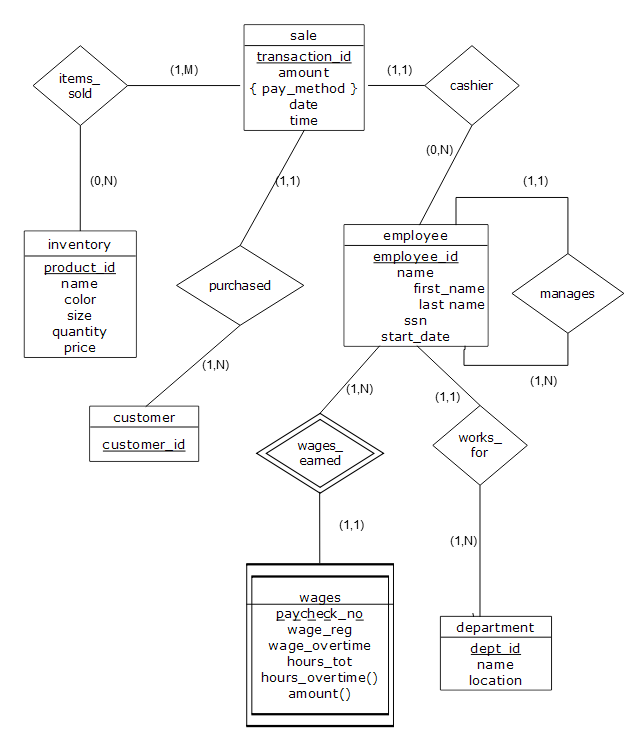 sale
transaction_id
amount
{ pay_method }
date
time
items_
sold
(1,M)
(1,1)
cashier
(0,N)
(0,N)
(1,1)
(1,1)
inventory
product_id
name
color
size
quantity
price
purchased
employee
employee_id
name
first_name
last name
ssn
start_date
manages
(1,N)
(1,N)
(1,N)
(1,1)
customer
customer_id
wages_
earned
works_
for
(1,1)
(1,N)
wages
paycheck_no
wage_reg
wage_overtime
hours_tot
hours_overtime()
amount()
department
dept_id
name
location